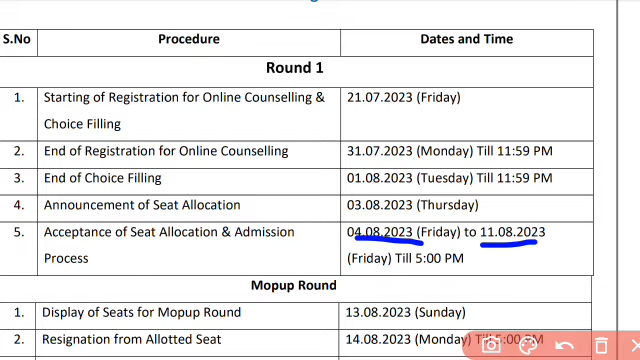 S.No Procedure Dates and Time
Round 1
1. Starting of Registration for Online Counselling & 21.07.2023 (Friday)
Choice Filling
2. End of Registration for Online Counselling 31.07.2023 (Monday) Till 11:59 PM
3. End of Choice Filling 01.08.2023 (Tuesday) Till 11:59 PM
4. Announcement of Seat Allocation 03.08.2023 (Thursday)
5. Acceptance of Seat Allocation & Admission 04.08.2023 (Friday) to 11.08.2023
Process (Friday) Till 5:00 PM
Mopup Round
1. Display of Seats for Mopup Round 13.08.2023 (Sunday)
2. Resignation from Allotted Seat 14.08.2023 (Monday) Till 5:00 PM